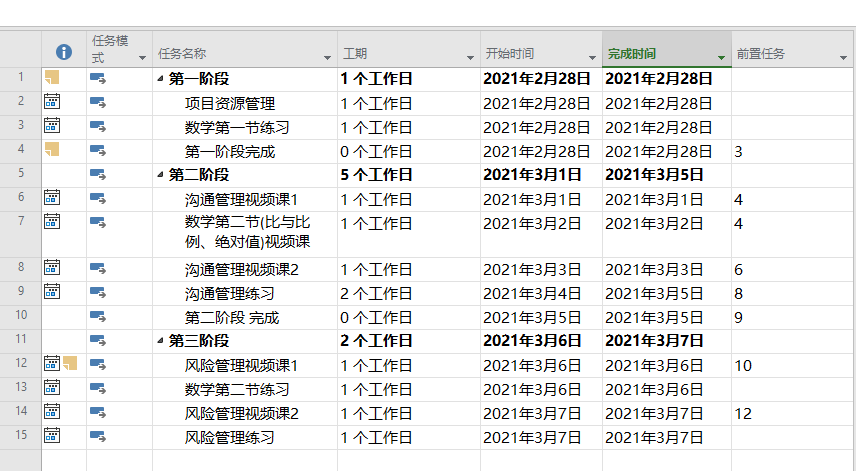 任务模式 任务名称 工期 开始时间 完成时间 前置任务
1 第一阶段 1 个工作日 2021年2月28日 2021年2月28日
2 项目资源管理 1 个工作日 2021年2月28日 2021年2月28日
3 数学第一节练习 1 个工作日 2021年2月28日 2021年2月28日
4 第一阶段完成 0 个工作日 2021年2月28日 2021年2月28日 3
5 第二阶段 5 个工作日 2021年3月1日 2021年3月5日
6 沟通管理视频课1 1 个工作日 2021年3月1日 2021年3月1日 4
7 数学第二节(比与比 1 个工作日 2021年3月2日 2021年3月2日 4
例、绝对值)视频课
8 沟通管理视频课2 1 个工作日 2021年3月3日 2021年3月3日 6
9 沟通管理练习 2 个工作日 2021年3月4日 2021年3月5日 8
10 第二阶段 完成 0 个工作日 2021年3月5日 2021年3月5日 9
11 第三阶段 2 个工作日 2021年3月6日 2021年3月7日
12 风险管理视频课1 1 个工作日 2021年3月6日 2021年3月6日 10
13 数学第二节练习 1 个工作日 2021年3月6日 2021年3月6日
14 风险管理视频课2 1 个工作日 2021年3月7日 2021年3月7日 12
15 风险管理练习 1 个工作日 2021年3月7日 2021年3月7日